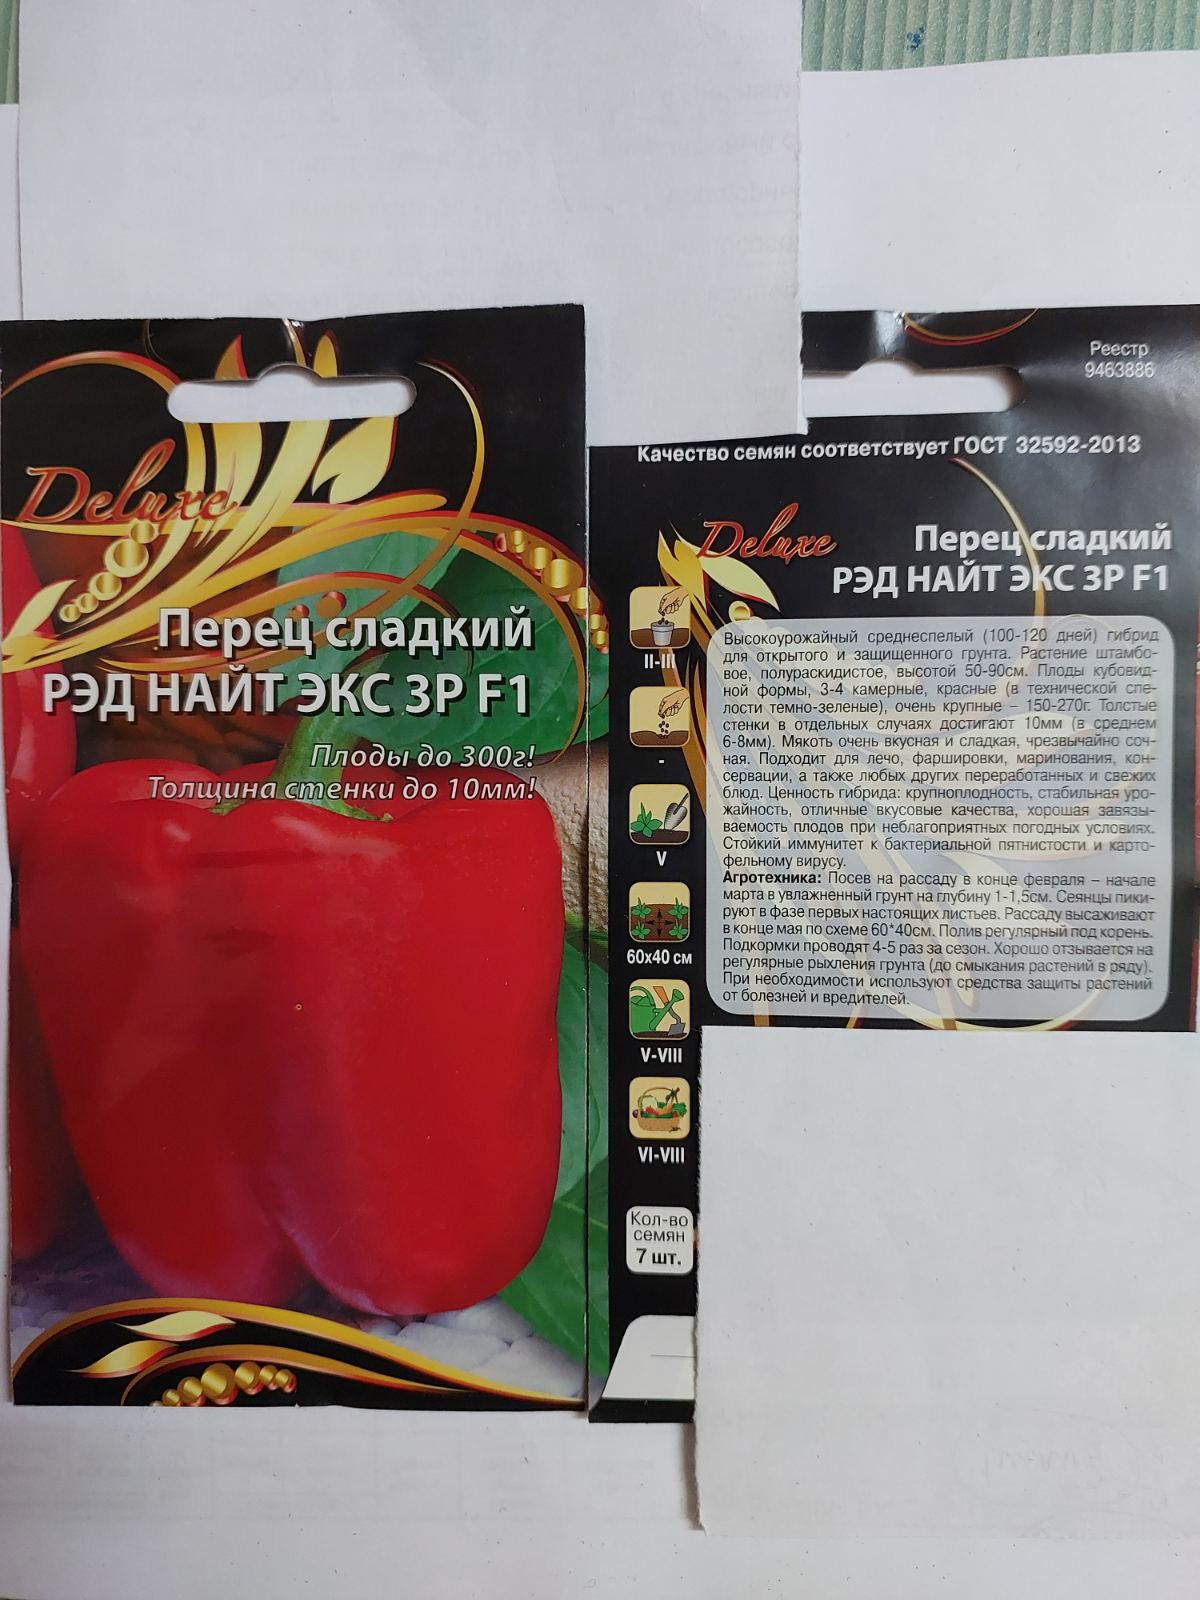 Deluxe
Перец сладкий
РЭД НАЙТ ЭКС 3Р F1
Плоды до 300г!
Толщина стенки до 10мм!
Реестр
9463886
Качество семян соответствует ГОСТ 32592-2013
Deluxe
Перец сладкий
РЭД НАЙТ ЭКС 3Р F1
II-III
-
V
60х40 см
V-VIII
VI-VIII
Кол-во
семян
7 шт.
Высокоурожайный среднеспелый (100-120 дней) гибрид
для открытого и защищенного грунта. Растение штамбо-
вое, полураскидистое, высотой 50-90см. Плоды кубовид-
ной формы, 3-4 камерные, красные (в технической спе-
лости темно-зеленые), очень крупные – 150-270г. Толстые
стенки в отдельных случаях достигают 10мм (в среднем
6-8мм). Мякоть очень вкусная и сладкая, чрезвычайно соч-
ная. Подходит для лечо, фаршировки, маринования, кон-
сервации, а также любых других переработанных и свежих
блюд. Ценность гибрида: крупноплодность, стабильная уро-
жайность, отличные вкусовые качества, хорошая завязы-
ваемость плодов при неблагоприятных погодных условиях.
Стойкий иммунитет к бактериальной пятнистости и карто-
фельному вирусу.
Агротехника: Посев на рассаду в конце февраля – начале
марта в увлажненный грунт на глубину 1-1,5см. Сеянцы пики-
руют в фазе первых настоящих листьев. Рассаду высаживают
в конце мая по схеме 60*40см. Полив регулярный под корень.
Подкормки проводят 4-5 раз за сезон. Хорошо отзывается на
регулярные рыхления грунта (до смыкания растений в ряду).
При необходимости используют средства защиты растений
от болезней и вредителей.